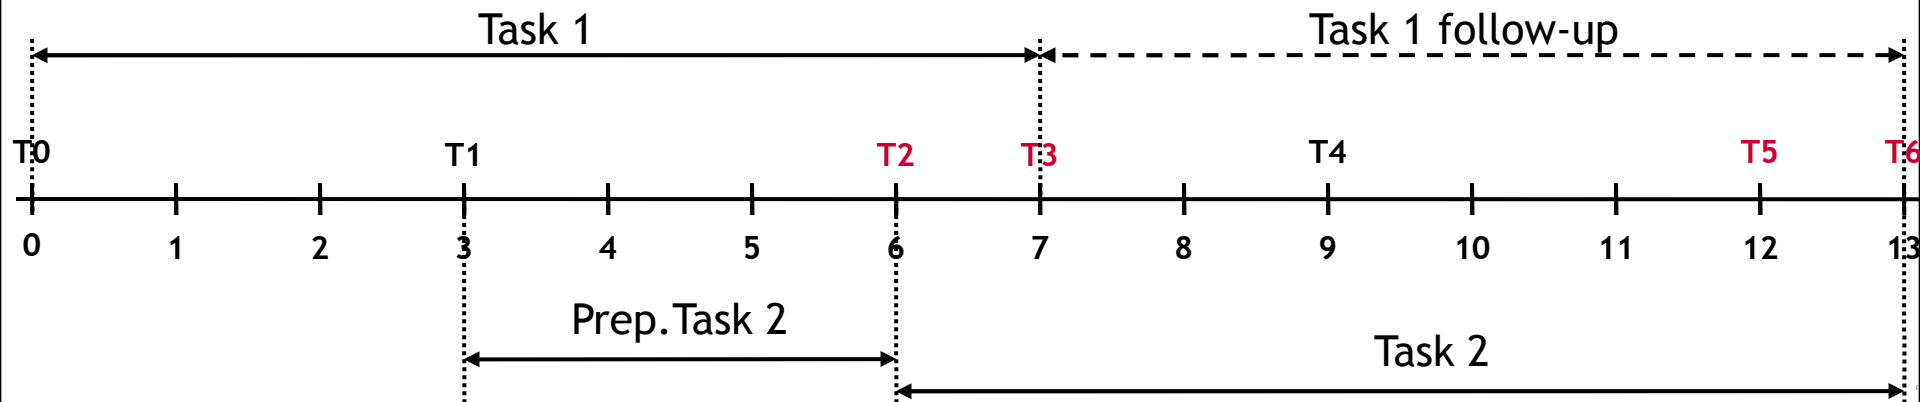 Task 1 Task 1 follow-up
T0 T1 T2 T3 T4 T5 T6
0 1 2 3 4 5 6 7 8 9 10 11 12 13
Prep.Task 2
Task 2